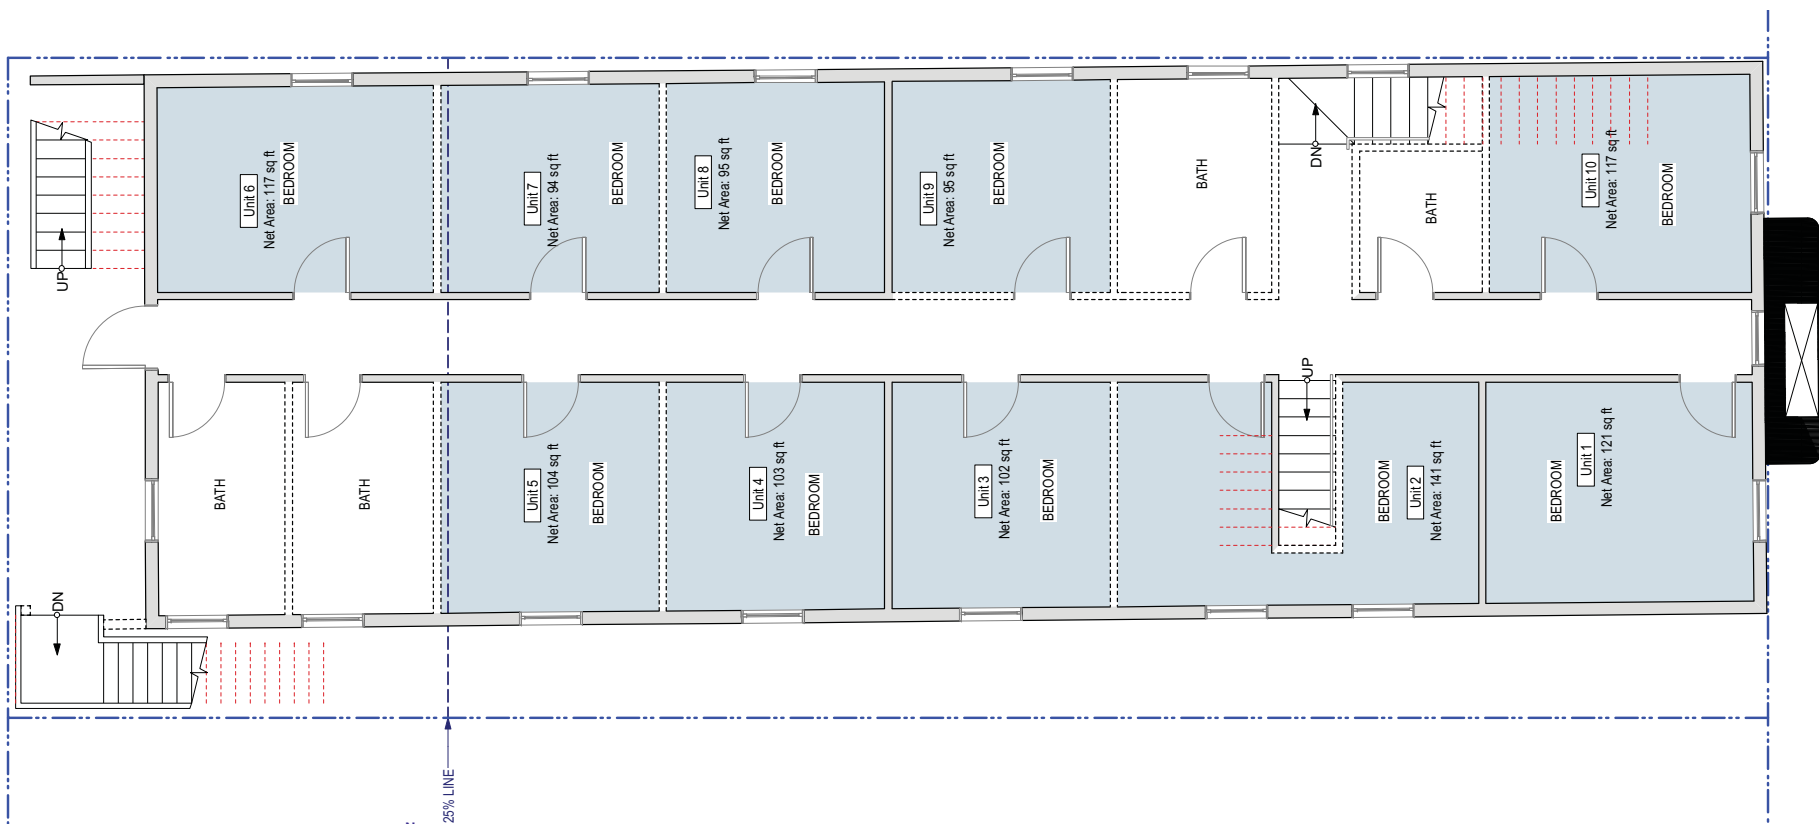 Unit 6
Net Area: 117 sq ft
BEDROOM
Unit 7
Net Area: 94 sq ft
BEDROOM
Unit 8
Net Area: 95 sq ft
BEDROOM
Unit 9
Net Area: 95 sq ft
BEDROOM
BATH
DN
BATH
Unit 10
Net Area: 117 sq ft
BEDROOM
UP
UP
BATH
BATH
Unit 5
Net Area: 104 sq ft
BEDROOM
Unit 4
Net Area: 103 sq ft
BEDROOM
Unit 3
Net Area: 102 sq ft
BEDROOM
BEDROOM
Unit 2
Net Area: 141 sq ft
BEDROOM
Unit 1
Net Area: 121 sq ft
DN
25% LINE